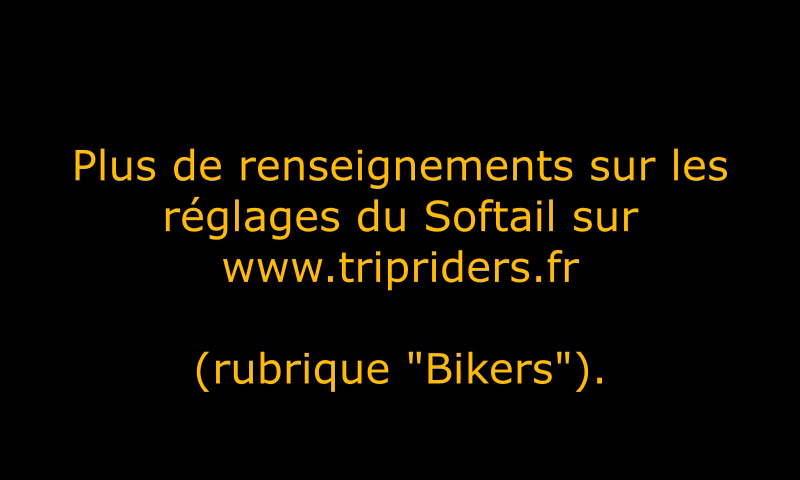 Plus de renseignements sur les
réglages du Softail sur
www.tripriders.fr
(rubrique "Bikers").